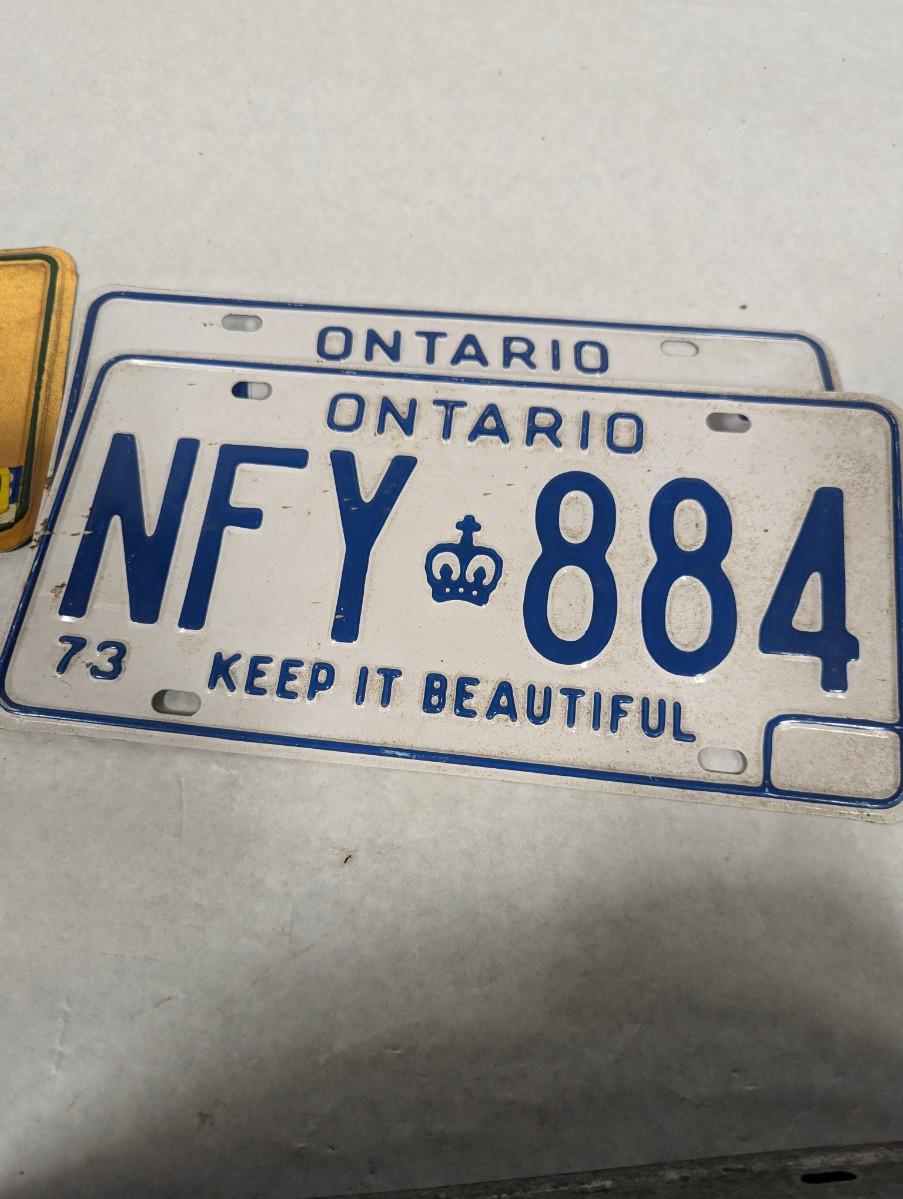 ONTARIO
ONTARIO
NFY 884
73 KEEP IT BEAUTIFUL